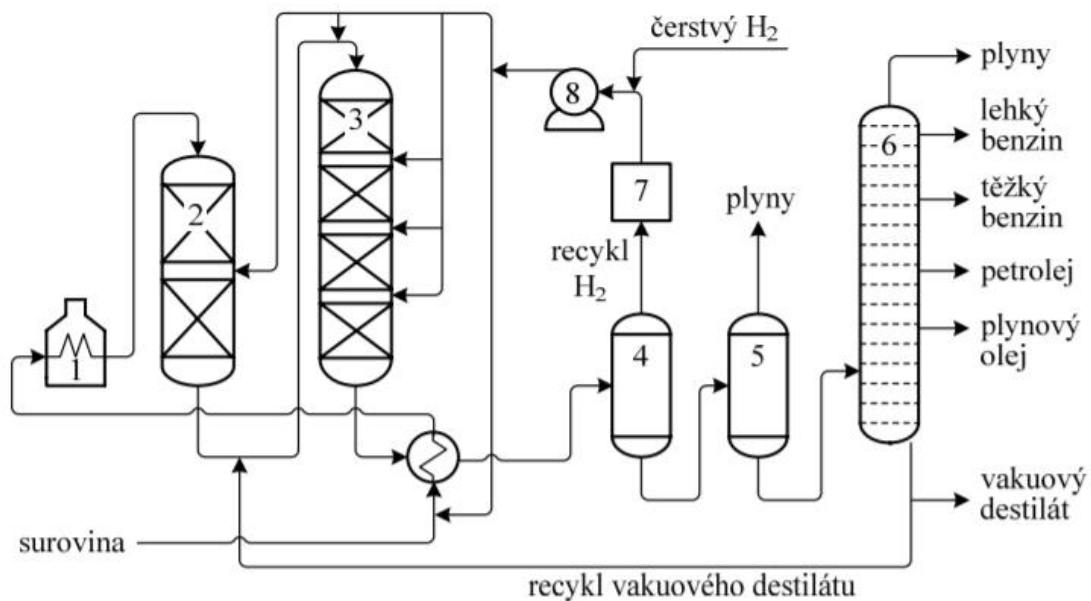 čerstvý H₂
plyny
lehký
benzin
těžký
benzin
petrolej
plynový
olej
vakuový
destilát
plyny
recykl
H₂
surovina
recykl vakuového destilátu
1
2
3
4
5
6
7
8